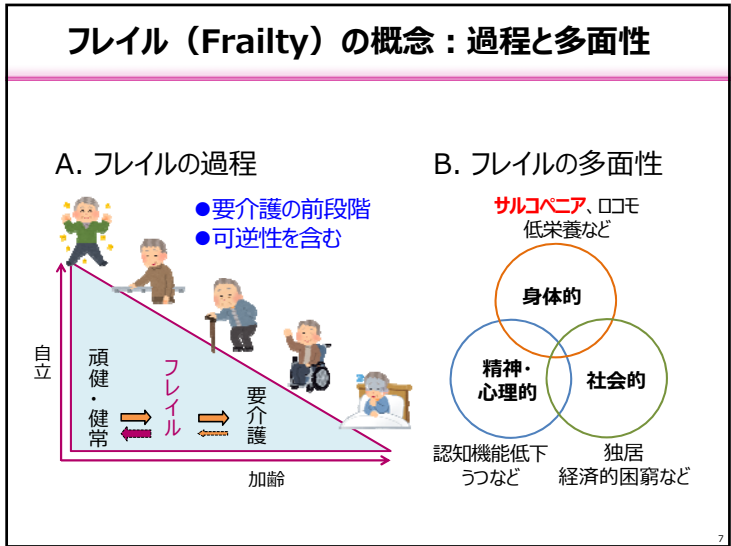 フレイル（Frailty）の概念：過程と多面性
A. フレイルの過程
●要介護の前段階
●可逆性を含む
自立
頑健・健常
フレイル
要介護
加齢
B. フレイルの多面性
サルコペニア、ロコモ
低栄養など
身体的
精神・
心理的
社会的
認知機能低下
うつなど
独居
経済的困窮など
7